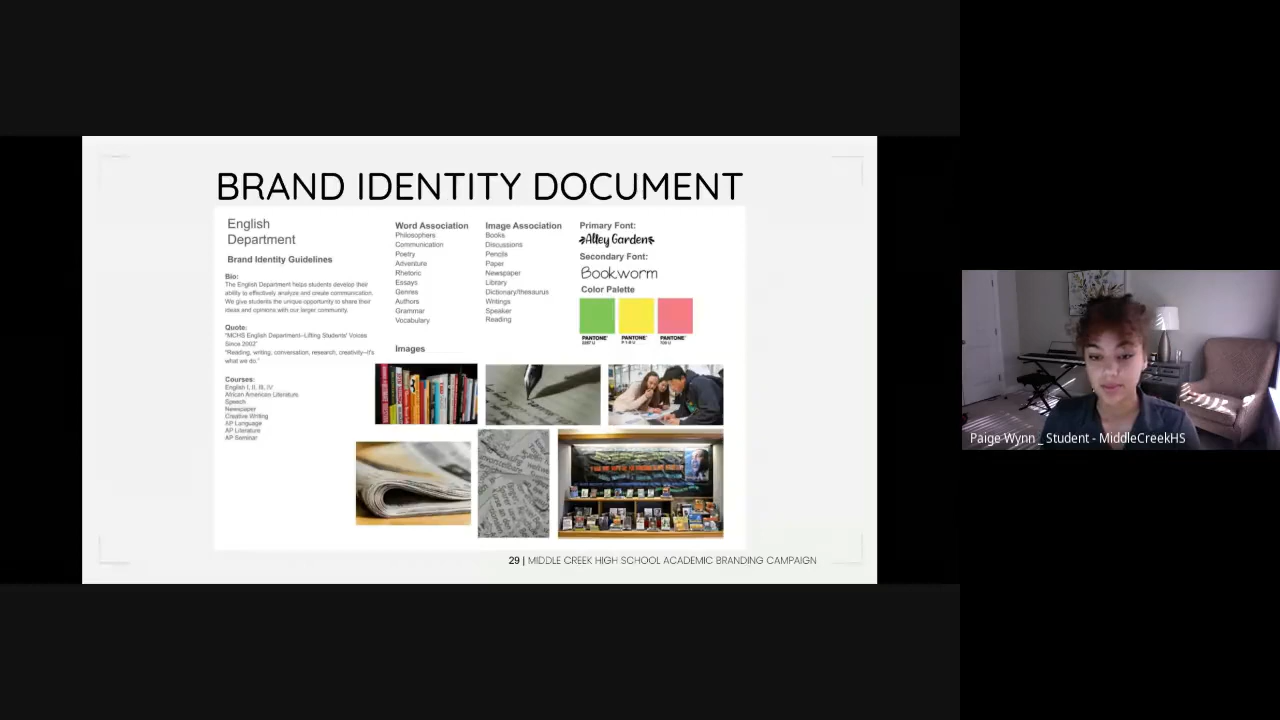 BRAND IDENTITY DOCUMENT
English
Department
Brand Identity Guidelines
Bio:
The English Department helps students develop their
ability to effectively analyze and create communication.
We give students the unique opportunity to share their
ideas and opinions with our larger community.
Quote:
"MCHS English Department--Lifting Students' Voices
Since 2002"
"Reading, writing, conversation, research, creativity--it's
what we do."
Courses:
English I, II, III, IV
African American Literature
Speech
Newspaper
Creative Writing
AP Language
AP Literature
AP Seminar
Word Association
Philosophers
Communication
Poetry
Adventure
Rhetoric
Essays
Genres
Authors
Grammar
Vocabulary
Image Association
Books
Discussions
Pencils
Paper
Newspaper
Library
Dictionary/thesaurus
Writings
Speaker
Reading
Primary Font:
Alley Garden
Secondary Font:
Bookworm
Color Palette
PANTONE
PANTONE
PANTONE
Images
29 | MIDDLE CREEK HIGH SCHOOL ACADEMIC BRANDING CAMPAIGN
Paige Wynn _ Student - MiddleCreekHS